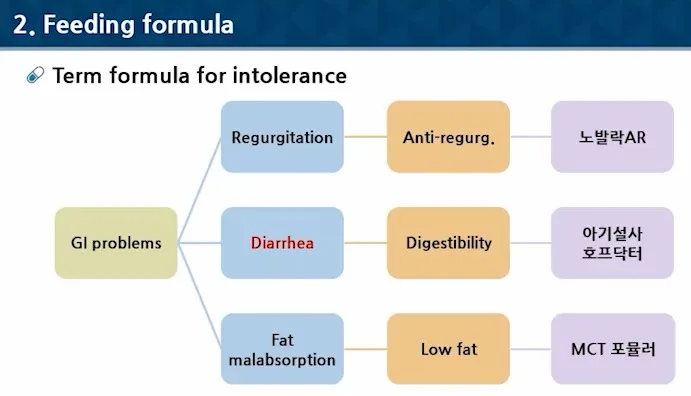 2. Feeding formula
Term formula for intolerance
Regurgitation
Anti-regurg.
노발락AR
GI problems
Diarrhea
Digestibility
아기설사
호프닥터
Fat
malabsorption
Low fat
MCT 포뮬러